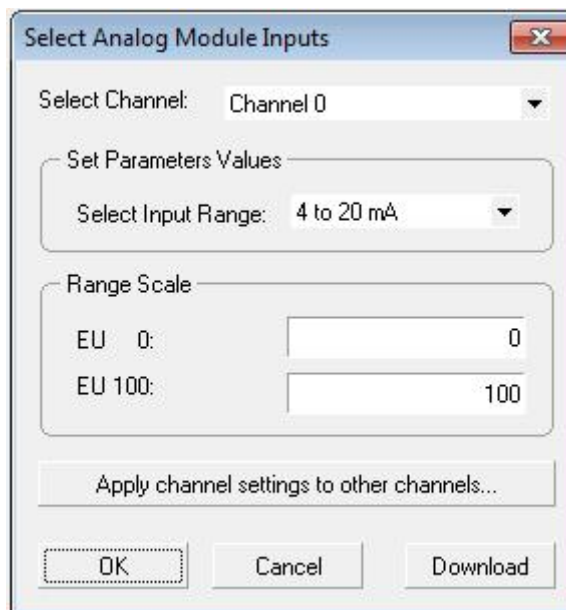 Select Analog Module Inputs
Select Channel: Channel 0
Set Parameters Values
Select Input Range: 4 to 20 mA
Range Scale
EU 0: 0
EU 100: 100
Apply channel settings to other channels...
OK Cancel Download